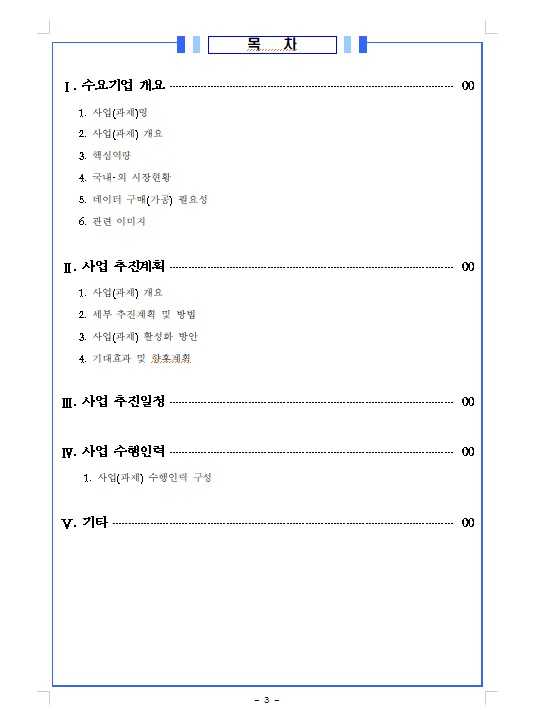 목 차
Ⅰ. 수요기업 개요 00
1. 사업(과제)명
2. 사업(과제) 개요
3. 핵심역량
4. 국내·외 시장현황
5. 데이터 구매(가공) 필요성
6. 관련 이미지
Ⅱ. 사업 추진계획 00
1. 사업(과제) 개요
2. 세부 추진계획 및 방법
3. 사업(과제) 활성화 방안
4. 기대효과 및 향후계획
Ⅲ. 사업 추진일정 00
Ⅳ. 사업 수행인력 00
1. 사업(과제) 수행인력 구성
Ⅴ. 기타 00
- 3 -